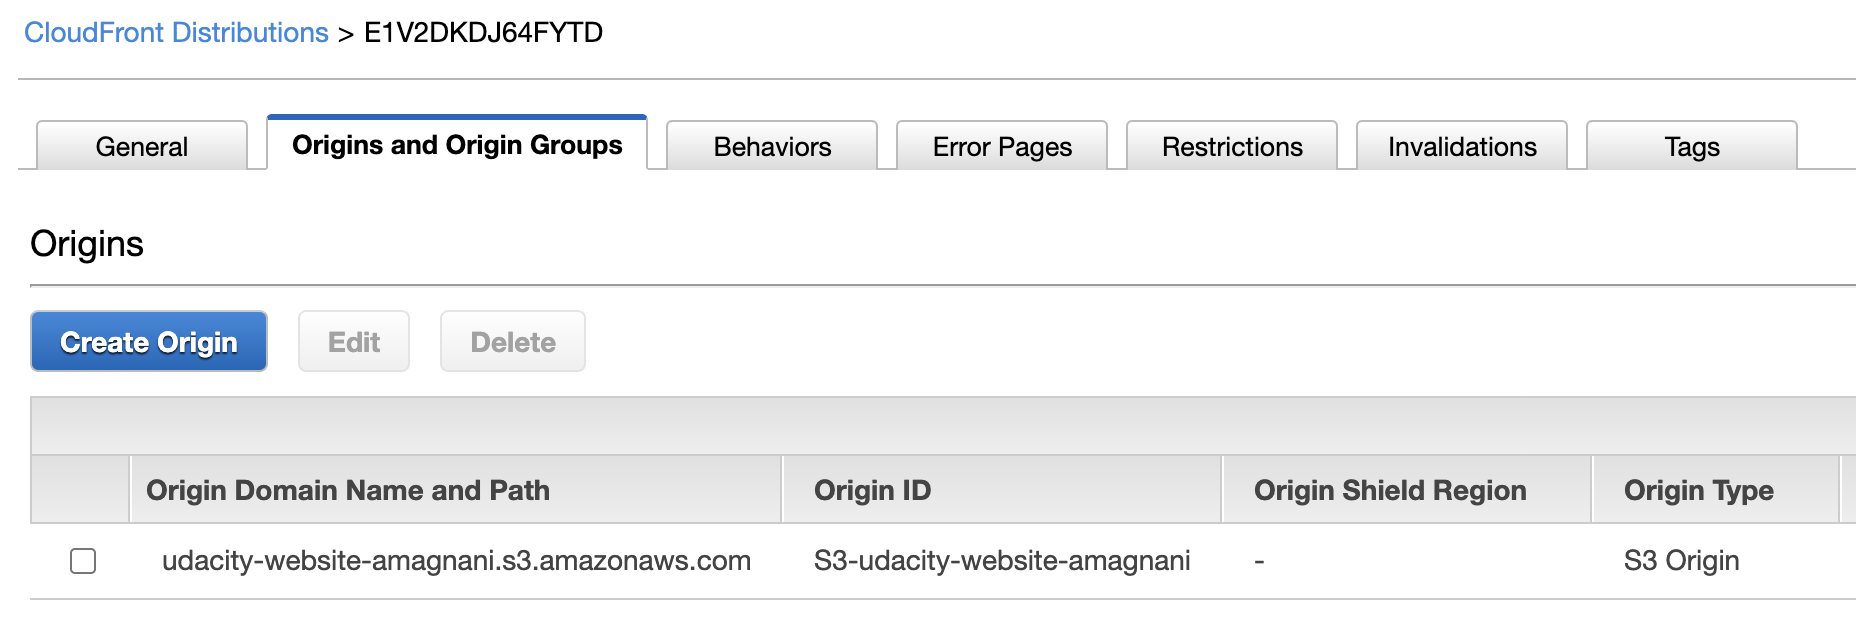 CloudFront Distributions > E1V2DKDJ64FYTD
General Origins and Origin Groups Behaviors Error Pages Restrictions Invalidations Tags
Origins
Create Origin Edit Delete
Origin Domain Name and Path Origin ID Origin Shield Region Origin Type
udacity-website-amagnani.s3.amazonaws.com S3-udacity-website-amagnani - S3 Origin